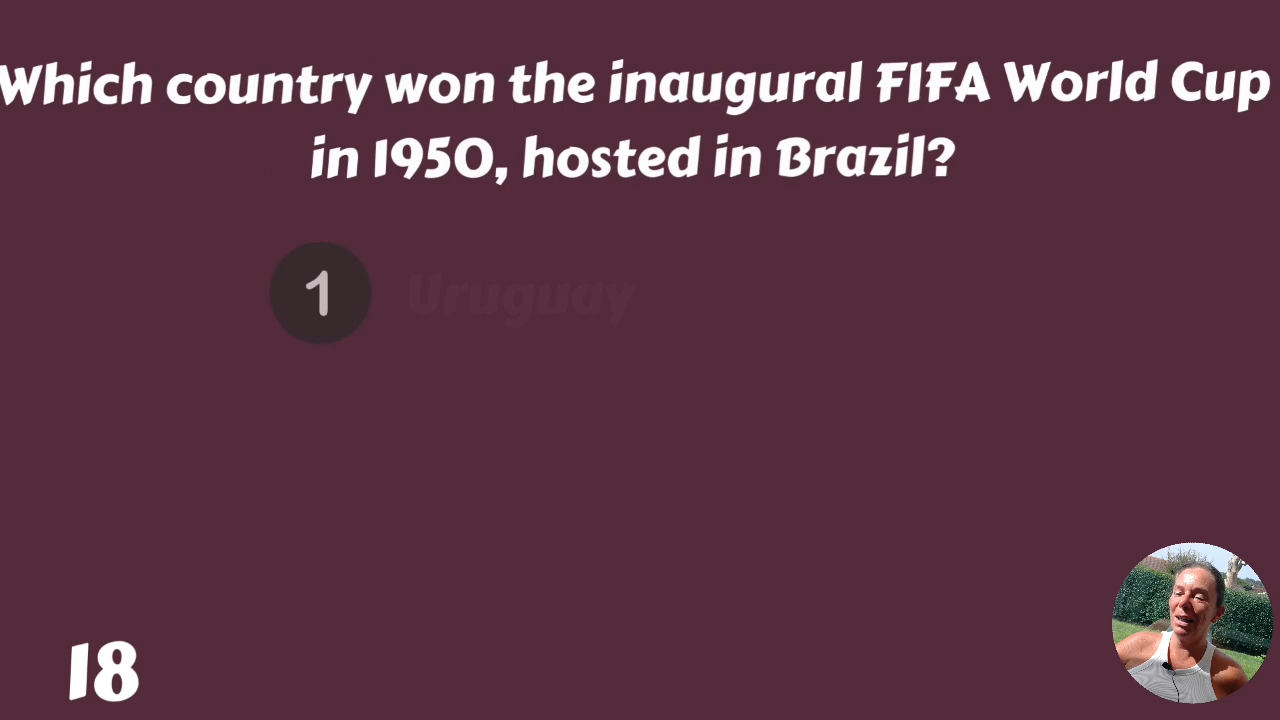 Which country won the inaugural FIFA World Cup
in 1950, hosted in Brazil?
1 Uruguay
18